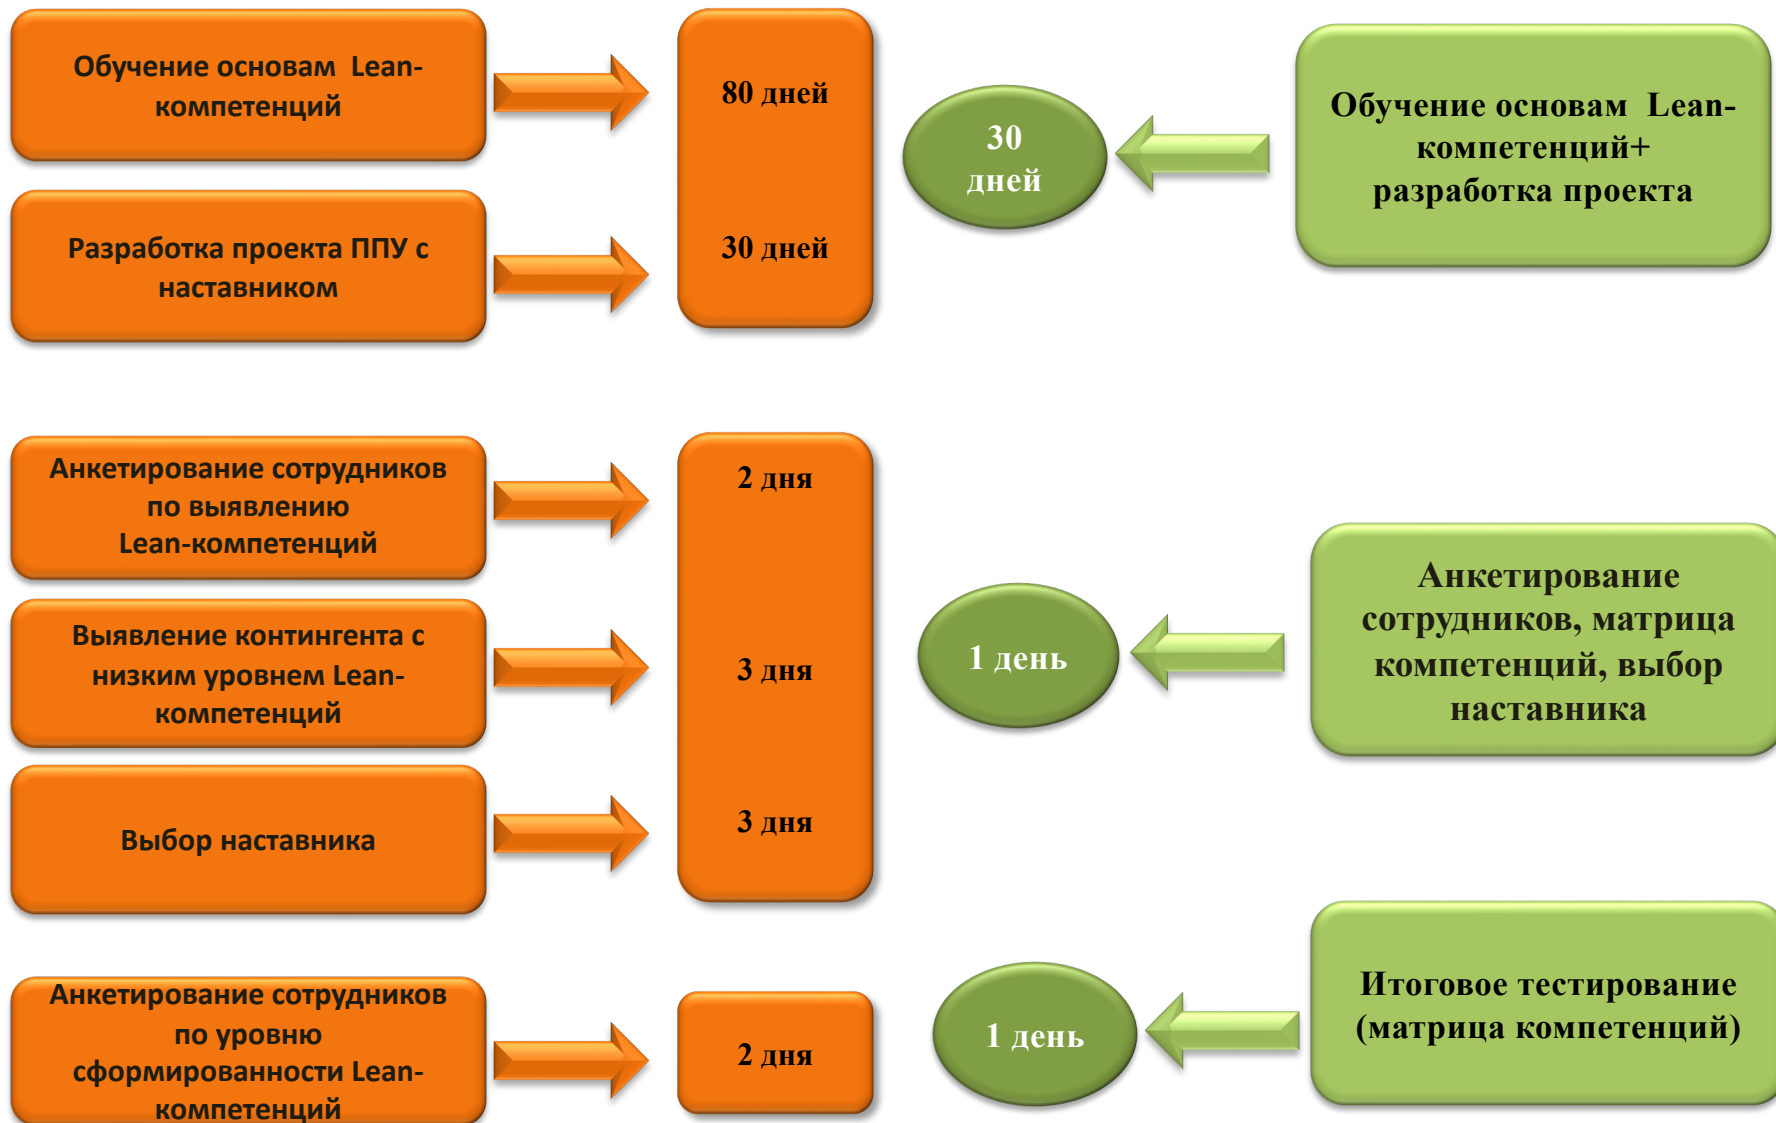 Обучение основам Lean-
компетенций
80 дней
30
дней
Обучение основам Lean-
компетенций+
разработка проекта
Разработка проекта ППУ с
наставником
30 дней
Анкетирование сотрудников
по выявлению
Lean-компетенций
2 дня
Выявление контингента с
низким уровнем Lean-
компетенций
3 дня
1 день
Анкетирование
сотрудников, матрица
компетенций, выбор
наставника
Выбор наставника
3 дня
Анкетирование сотрудников
по уровню
сформированности Lean-
компетенций
2 дня
1 день
Итоговое тестирование
(матрица компетенций)